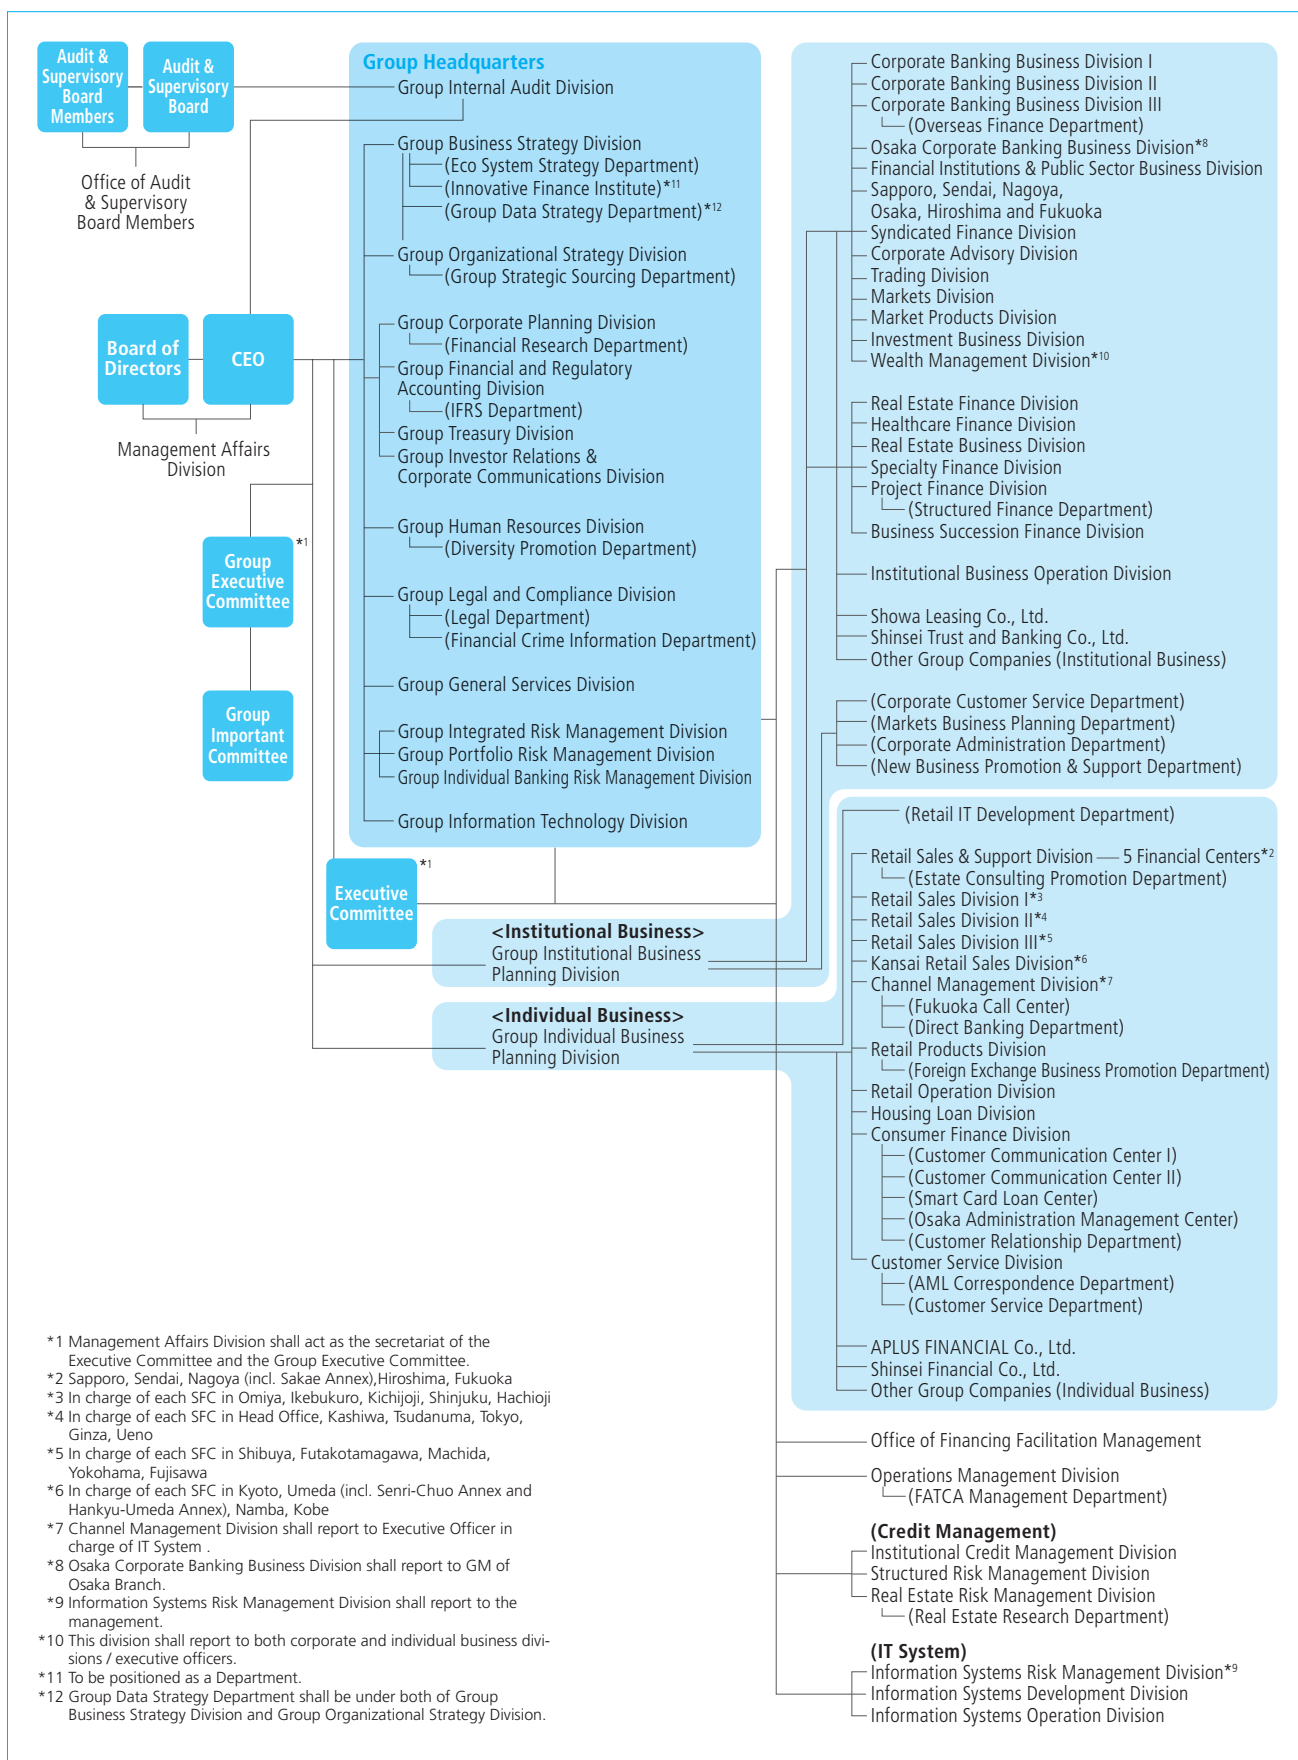 Audit &
Supervisory
Board
Members
Audit &
Supervisory
Board
Office of Audit
& Supervisory
Board Members
Board of
Directors
CEO
Management Affairs
Division
Group
Executive
Committee
*1
Group
Important
Committee
Group Headquarters
Group Internal Audit Division
Group Business Strategy Division
(Eco System Strategy Department)
(Innovative Finance Institute)*11
(Group Data Strategy Department)*12
Group Organizational Strategy Division
(Group Strategic Sourcing Department)
Group Corporate Planning Division
(Financial Research Department)
Group Financial and Regulatory
Accounting Division
(IFRS Department)
Group Treasury Division
Group Investor Relations &
Corporate Communications Division
Group Human Resources Division
(Diversity Promotion Department)
Group Legal and Compliance Division
(Legal Department)
(Financial Crime Information Department)
Group General Services Division
Group Integrated Risk Management Division
Group Portfolio Risk Management Division
Group Individual Banking Risk Management Division
Group Information Technology Division
Executive
Committee
*1
<Institutional Business>
Group Institutional Business
Planning Division
<Individual Business>
Group Individual Business
Planning Division
Corporate Banking Business Division I
Corporate Banking Business Division II
Corporate Banking Business Division III
(Overseas Finance Department)
Osaka Corporate Banking Business Division*8
Financial Institutions & Public Sector Business Division
Sapporo, Sendai, Nagoya,
Osaka, Hiroshima and Fukuoka
Syndicated Finance Division
Corporate Advisory Division
Trading Division
Markets Division
Market Products Division
Investment Business Division
Wealth Management Division*10
Real Estate Finance Division
Healthcare Finance Division
Real Estate Business Division
Specialty Finance Division
Project Finance Division
(Structured Finance Department)
Business Succession Finance Division
Institutional Business Operation Division
Showa Leasing Co., Ltd.
Shinsei Trust and Banking Co., Ltd.
Other Group Companies (Institutional Business)
(Corporate Customer Service Department)
(Markets Business Planning Department)
(Corporate Administration Department)
(New Business Promotion & Support Department)
(Retail IT Development Department)
Retail Sales & Support Division — 5 Financial Centers*2
(Estate Consulting Promotion Department)
Retail Sales Division I*3
Retail Sales Division II*4
Retail Sales Division III*5
Kansai Retail Sales Division*6
Channel Management Division*7
(Fukuoka Call Center)
(Direct Banking Department)
Retail Products Division
(Foreign Exchange Business Promotion Department)
Retail Operation Division
Housing Loan Division
Consumer Finance Division
(Customer Communication Center I)
(Customer Communication Center II)
(Smart Card Loan Center)
(Osaka Administration Management Center)
(Customer Relationship Department)
Customer Service Division
(AML Correspondence Department)
(Customer Service Department)
APLUS FINANCIAL Co., Ltd.
Shinsei Financial Co., Ltd.
Other Group Companies (Individual Business)
Office of Financing Facilitation Management
Operations Management Division
(FATCA Management Department)
(Credit Management)
Institutional Credit Management Division
Structured Risk Management Division
Real Estate Risk Management Division
(Real Estate Research Department)
(IT System)
Information Systems Risk Management Division*9
Information Systems Development Division
Information Systems Operation Division
*1 Management Affairs Division shall act as the secretariat of the
Executive Committee and the Group Executive Committee.
*2 Sapporo, Sendai, Nagoya (incl. Sakae Annex),Hiroshima, Fukuoka
*3 In charge of each SFC in Omiya, Ikebukuro, Kichijoji, Shinjuku, Hachioji
*4 In charge of each SFC in Head Office, Kashiwa, Tsudanuma, Tokyo,
Ginza, Ueno
*5 In charge of each SFC in Shibuya, Futakotamagawa, Machida,
Yokohama, Fujisawa
*6 In charge of each SFC in Kyoto, Umeda (incl. Senri-Chuo Annex and
Hankyu-Umeda Annex), Namba, Kobe
*7 Channel Management Division shall report to Executive Officer in
charge of IT System .
*8 Osaka Corporate Banking Business Division shall report to GM of
Osaka Branch.
*9 Information Systems Risk Management Division shall report to the
management.
*10 This division shall report to both corporate and individual business divi-
sions / executive officers.
*11 To be positioned as a Department.
*12 Group Data Strategy Department shall be under both of Group
Business Strategy Division and Group Organizational Strategy Division.